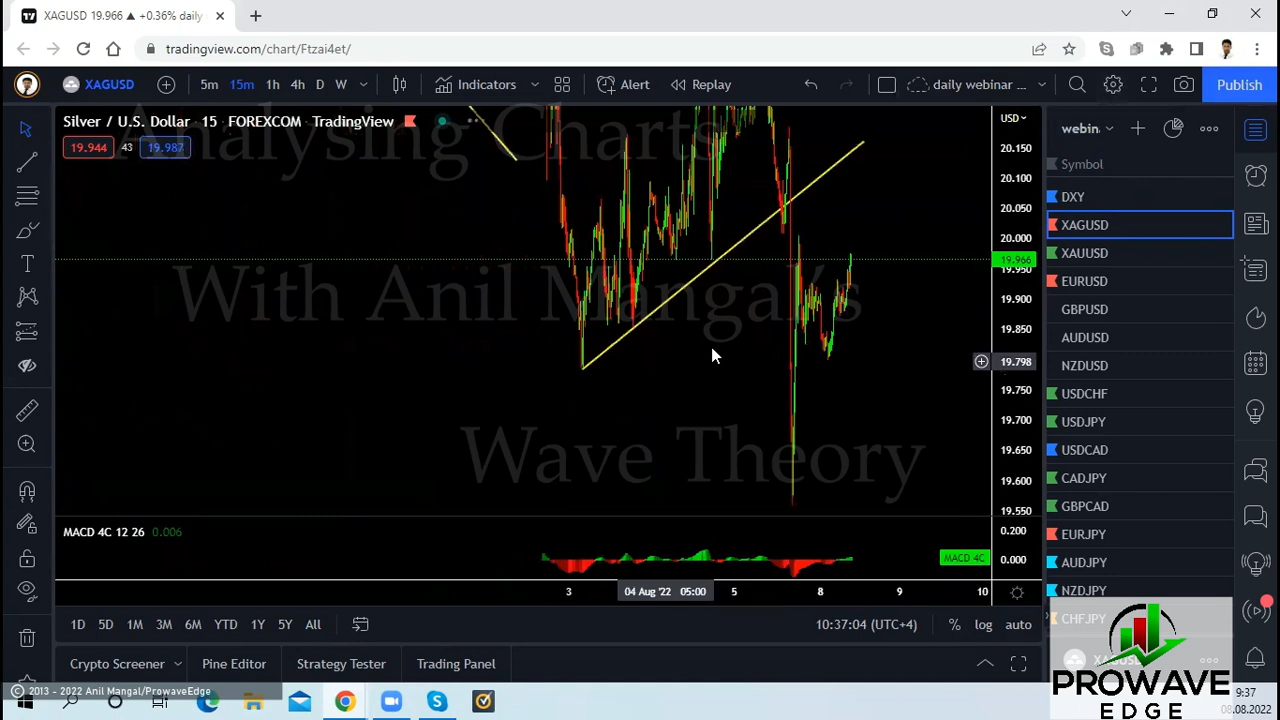 XAGUSD 19.966 ▲ +0.36% daily
tradingview.com/chart/Ftzai4et/
XAGUSD
5m 15m 1h 4h D W
Indicators
Alert
Replay
daily webinar ...
Publish
Analysing Charts
With Anil Mangal's
Wave Theory
Silver / U.S. Dollar · 15 · FOREXCOM · TradingView
19.944 43 19.987
USD
20.150
20.100
20.050
20.000
19.966
19.950
19.900
19.850
19.798
19.750
19.700
19.650
19.600
19.550
MACD 4C 12 26 0.006
0.200
MACD 4C
0.000
3 04 Aug '22 05:00 5 8 9 10
1D 5D 1M 3M 6M YTD 1Y 5Y All
10:37:04 (UTC+4) % log auto
Crypto Screener Pine Editor Strategy Tester Trading Panel
webina
Symbol
DXY
XAGUSD
XAUUSD
EURUSD
GBPUSD
AUDUSD
NZDUSD
USDCHF
USDJPY
USDCAD
CADJPY
GBPCAD
EURJPY
AUDJPY
NZDJPY
CHFJPY
XAGUSD
PROWAVE
EDGE
© 2013 - 2022 Anil Mangal/ProwaveEdge
9:37
08.08.2022